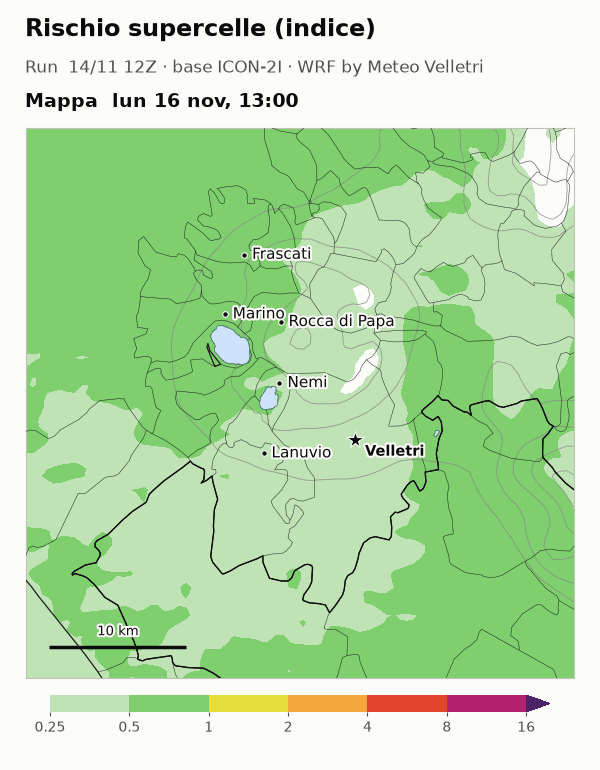 Rischio supercelle (indice)
Run  14/11 12Z · base ICON-2I · WRF by Meteo Velletri
Mappa  lun 16 nov, 13:00
Frascati
Marino
Rocca di Papa
Nemi
Velletri
Lanuvio
10 km
0.25 0.5 1 2 4 8 16